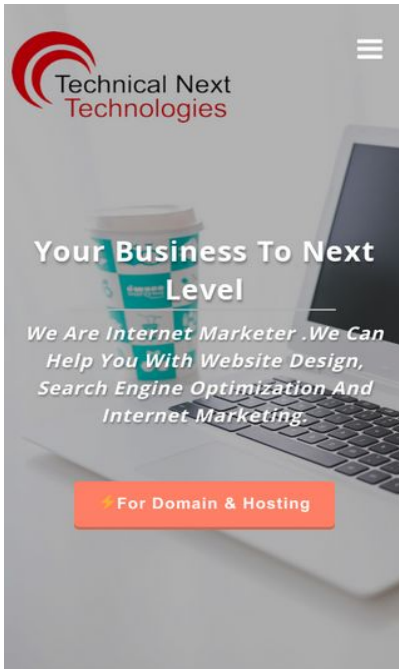 Technical Next
Technologies
Your Business To Next
Level
We Are Internet Marketer .We Can
Help You With Website Design,
Search Engine Optimization And
Internet Marketing.
⚡For Domain & Hosting